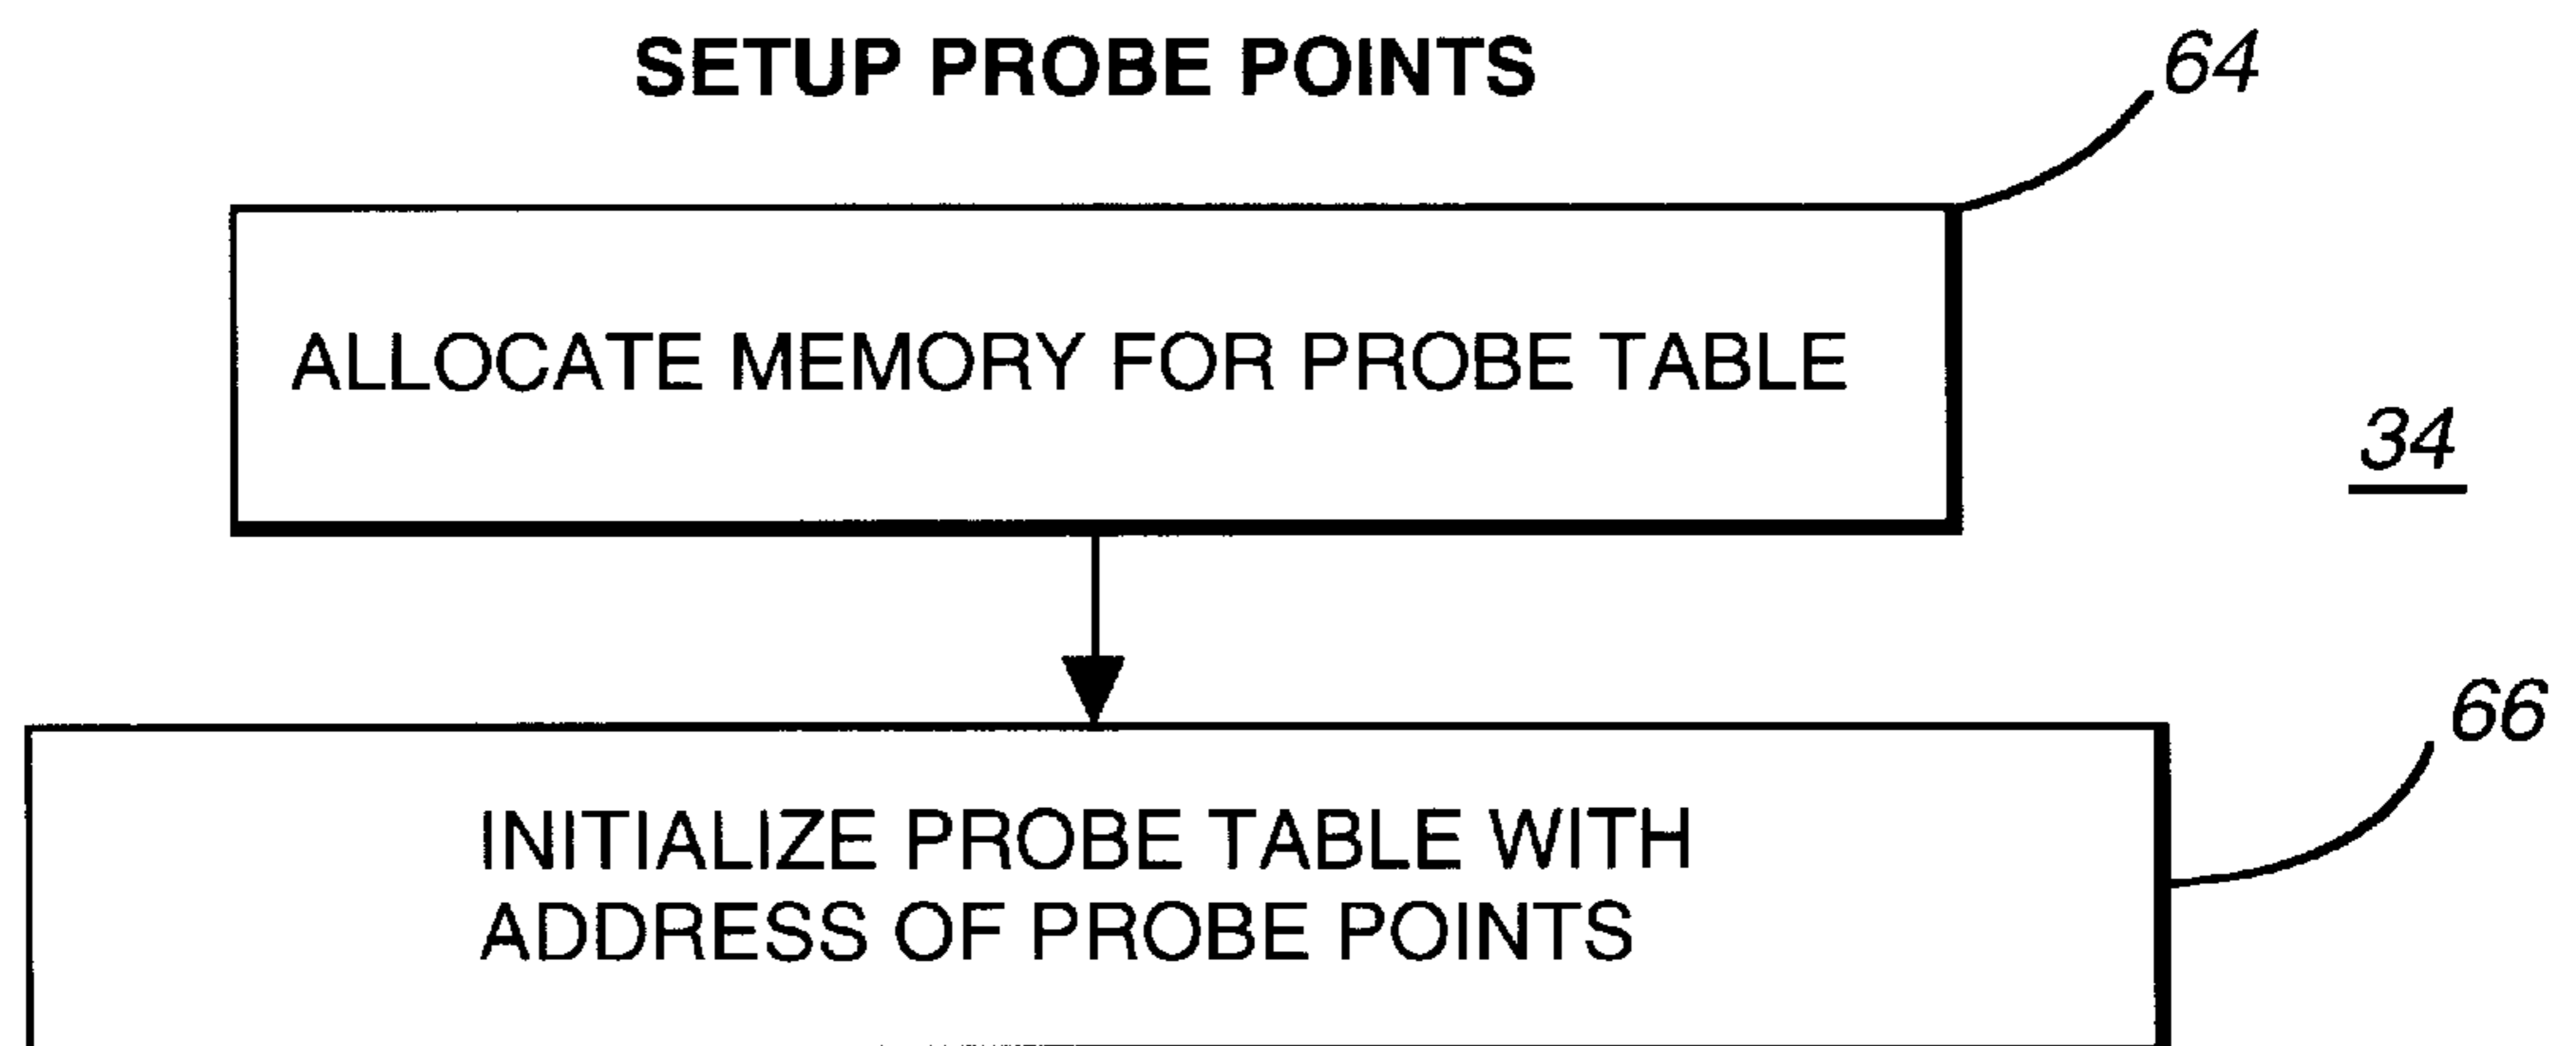 SETUP PROBE POINTS
64
ALLOCATE MEMORY FOR PROBE TABLE
34
66
INITIALIZE PROBE TABLE WITH
ADDRESS OF PROBE POINTS